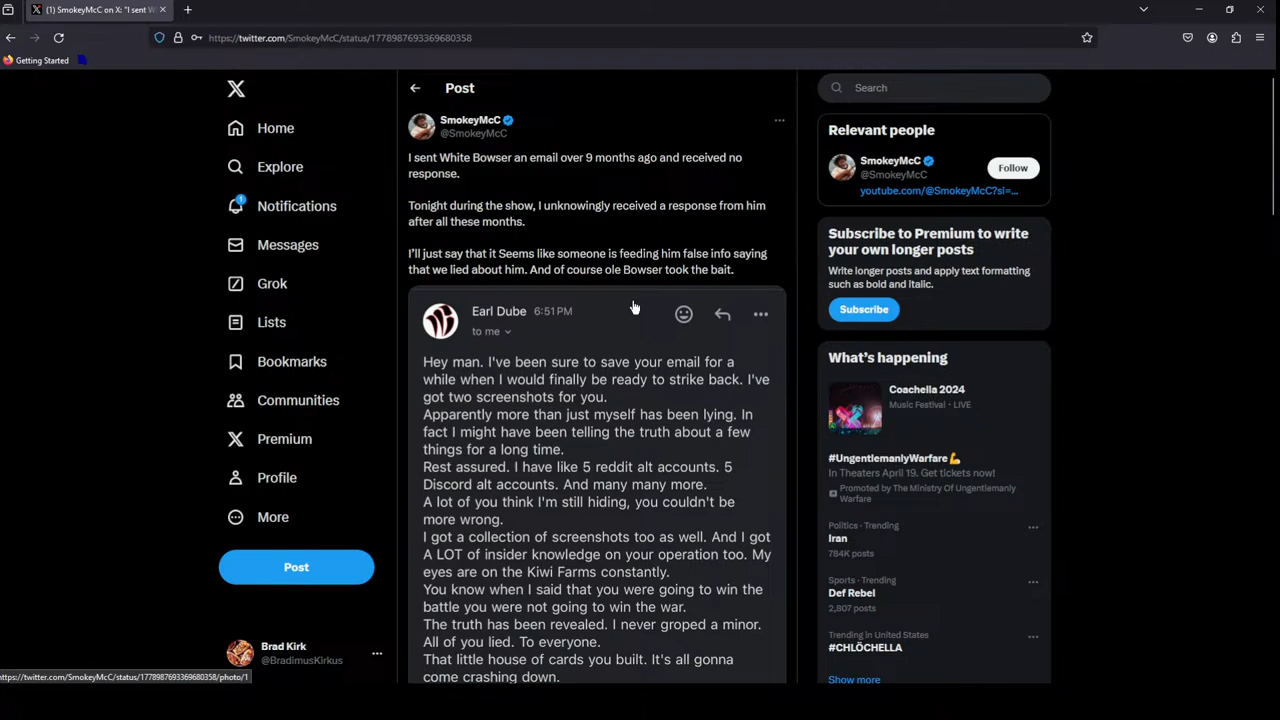 (1) SmokeyMcC on X: "I sent W
https://twitter.com/SmokeyMcC/status/1778987693369680358
Getting Started
Home
Explore
1
Notifications
Messages
Grok
Lists
Bookmarks
Communities
Premium
Profile
More
Post
Brad Kirk
@BradimusKirkus
https://twitter.com/SmokeyMcC/status/1778987693369680358/photo/1
Post
SmokeyMcC
@SmokeyMcC
I sent White Bowser an email over 9 months ago and received no
response.
Tonight during the show, I unknowingly received a response from him
after all these months.
I'll just say that it Seems like someone is feeding him false info saying
that we lied about him. And of course ole Bowser took the bait.
Earl Dube 6:51 PM
to me
Hey man. I've been sure to save your email for a
while when I would finally be ready to strike back. I've
got two screenshots for you.
Apparently more than just myself has been lying. In
fact I might have been telling the truth about a few
things for a long time.
Rest assured. I have like 5 reddit alt accounts. 5
Discord alt accounts. And many many more.
A lot of you think I'm still hiding, you couldn't be
more wrong.
I got a collection of screenshots too as well. And I got
A LOT of insider knowledge on your operation too. My
eyes are on the Kiwi Farms constantly.
You know when I said that you were going to win the
battle you were not going to win the war.
The truth has been revealed. I never groped a minor.
All of you lied. To everyone.
That little house of cards you built. It's all gonna
come crashing down.
Search
Relevant people
SmokeyMcC
@SmokeyMcC
Follow
youtube.com/@SmokeyMcC?si=...
Subscribe to Premium to write
your own longer posts
Write longer posts and apply text formatting
such as bold and italic.
Subscribe
What's happening
Coachella 2024
Music Festival · LIVE
#UngentlemanlyWarfare💪
In Theaters April 19. Get tickets now!
Promoted by The Ministry Of Ungentlemanly
Warfare
Politics · Trending
Iran
784K posts
Sports · Trending
Def Rebel
2,807 posts
Trending in United States
#CHLÖCHELLA
Show more